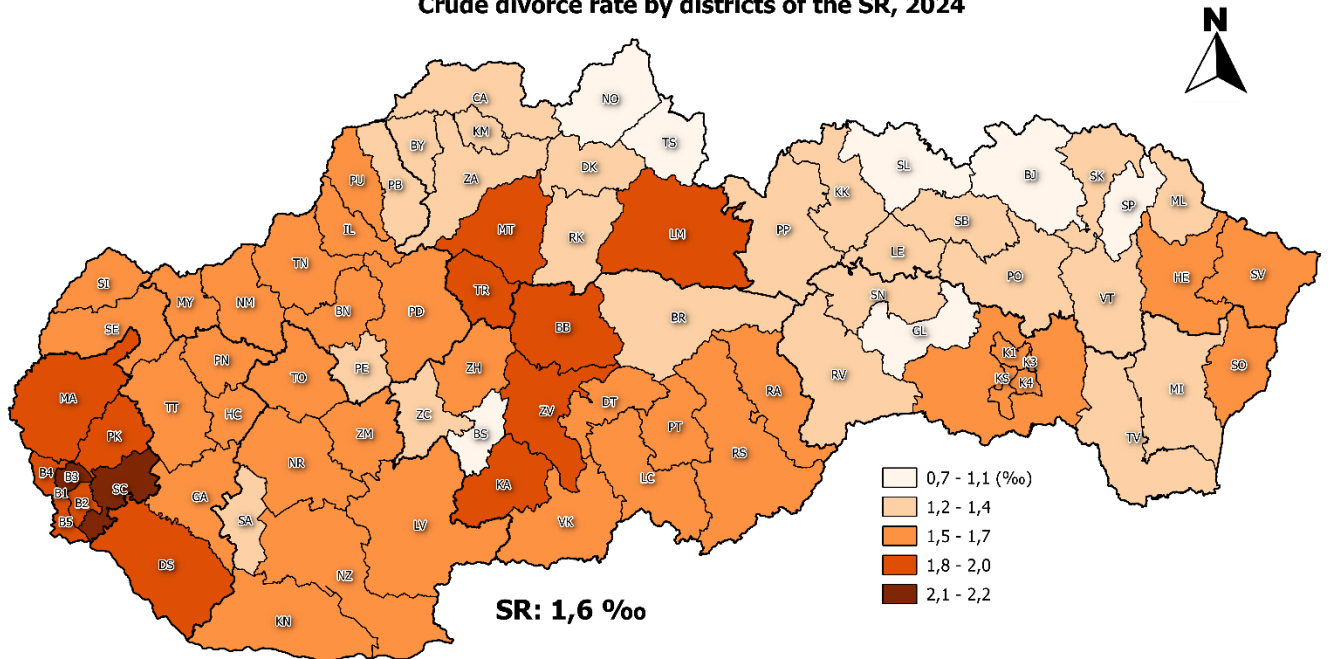 Crude divorce rate by districts of the SR, 2024
N
CA
NO
KM
TS
BY
DK
ZA
PU
PB
SL
BJ
SK
KK
SP
ML
IL
MT
RK
LM
PP
SB
LE
TN
PO
HE
SV
SI
MY
NM
TR
SN
VT
BN
PD
BB
BR
GL
SE
PN
PE
ZH
K1
K3
SO
TO
KS
K4
MA
RV
RA
MI
TT
HC
ZC
ZV
DT
PK
ZM
BS
PT
TV
RS
B4
B3
SC
NR
LC
KA
B1
B2
GA
SA
LV
VK
B5
DS
NZ
KN
0,7 - 1,1 (‰)
1,2 - 1,4
1,5 - 1,7
1,8 - 2,0
2,1 - 2,2
SR: 1,6 ‰